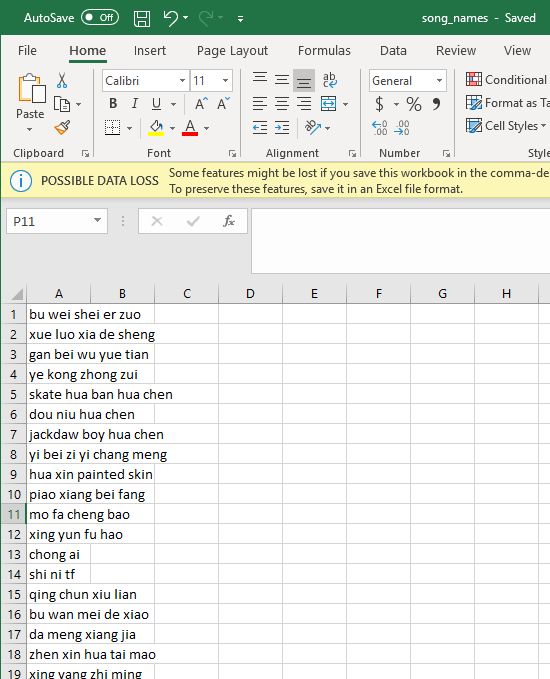 AutoSave Off song_names - Saved
File Home Insert Page Layout Formulas Data Review View
Calibri 11 ab General Conditional
Paste B I U A A $ % 9 Format as Ta
A Cell Styles
Clipboard Font Alignment Number Style
POSSIBLE DATA LOSS Some features might be lost if you save this workbook in the comma-de
To preserve these features, save it in an Excel file format.
P11 fx
A B C D E F G H
1 bu wei shei er zuo
2 xue luo xia de sheng
3 gan bei wu yue tian
4 ye kong zhong zui
5 skate hua ban hua chen
6 dou niu hua chen
7 jackdaw boy hua chen
8 yi bei zi yi chang meng
9 hua xin painted skin
10 piao xiang bei fang
11 mo fa cheng bao
12 xing yun fu hao
13 chong ai
14 shi ni tf
15 qing chun xiu lian
16 bu wan mei de xiao
17 da meng xiang jia
18 zhen xin hua tai mao
19 xing yang zhi ming